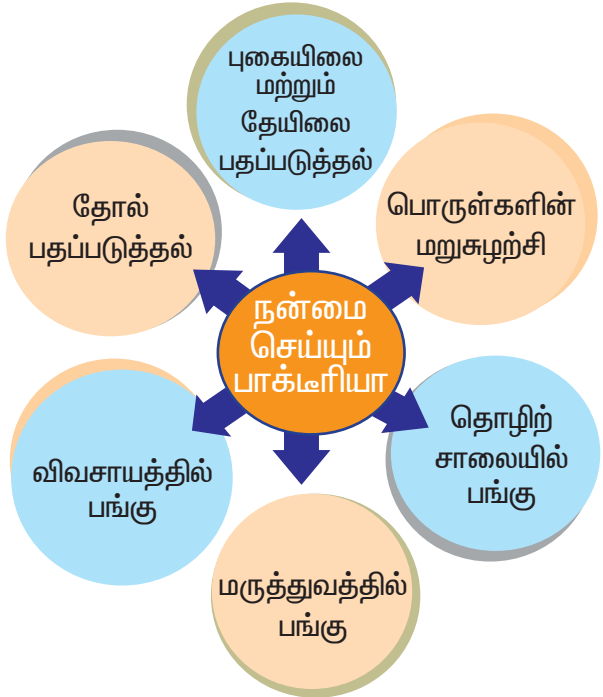 புகையிலை
மற்றும்
தேயிலை
பதப்படுத்தல்
தோல்
பதப்படுத்தல்
பொருள்களின்
மறுசுழற்சி
நன்மை
செய்யும்
பாக்டீரியா
விவசாயத்தில்
பங்கு
தொழிற்
சாலையில்
பங்கு
மருத்துவத்தில்
பங்கு